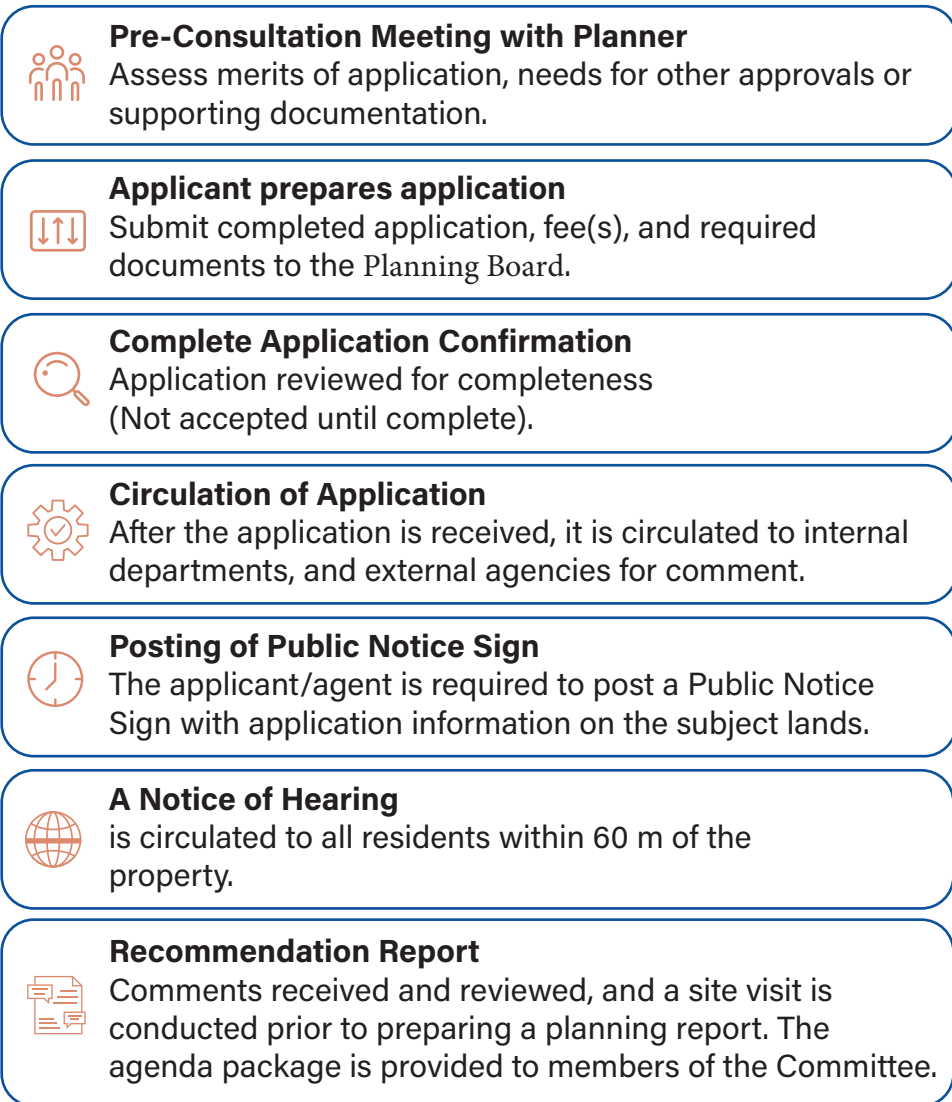 Pre-Consultation Meeting with Planner
Assess merits of application, needs for other approvals or
supporting documentation.
Applicant prepares application
Submit completed application, fee(s), and required
documents to the Planning Board.
Complete Application Confirmation
Application reviewed for completeness
(Not accepted until complete).
Circulation of Application
After the application is received, it is circulated to internal
departments, and external agencies for comment.
Posting of Public Notice Sign
The applicant/agent is required to post a Public Notice
Sign with application information on the subject lands.
A Notice of Hearing
is circulated to all residents within 60 m of the
property.
Recommendation Report
Comments received and reviewed, and a site visit is
conducted prior to preparing a planning report. The
agenda package is provided to members of the Committee.